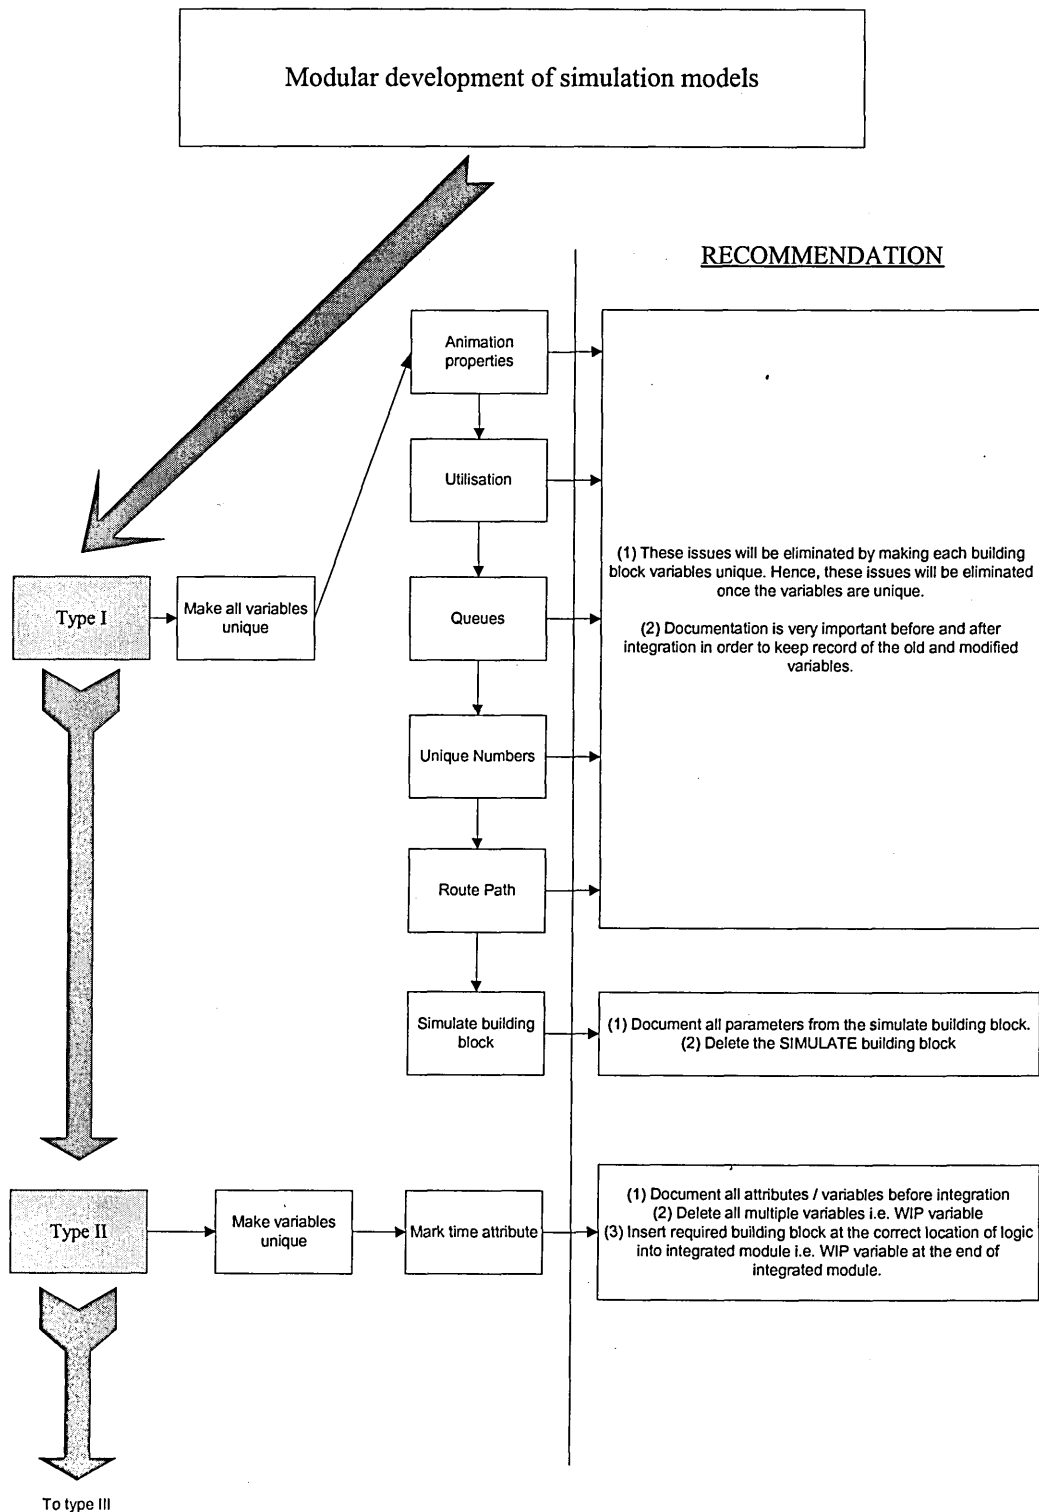 Modular development of simulation models
RECOMMENDATION
Animation
properties
Utilisation
(1) These issues will be eliminated by making each building
block variables unique. Hence, these issues will be eliminated
once the variables are unique.
(2) Documentation is very important before and after
integration in order to keep record of the old and modified
variables.
Type I
Make all variables
unique
Queues
Unique Numbers
Route Path
Simulate building
block
(1) Document all parameters from the simulate building block.
(2) Delete the SIMULATE building block
Type II
Make variables
unique
Mark time attribute
(1) Document all attributes / variables before integration
(2) Delete all multiple variables i.e. WIP variable
(3) Insert required building block at the correct location of logic
into integrated module i.e. WIP variable at the end of
integrated module.
To type III